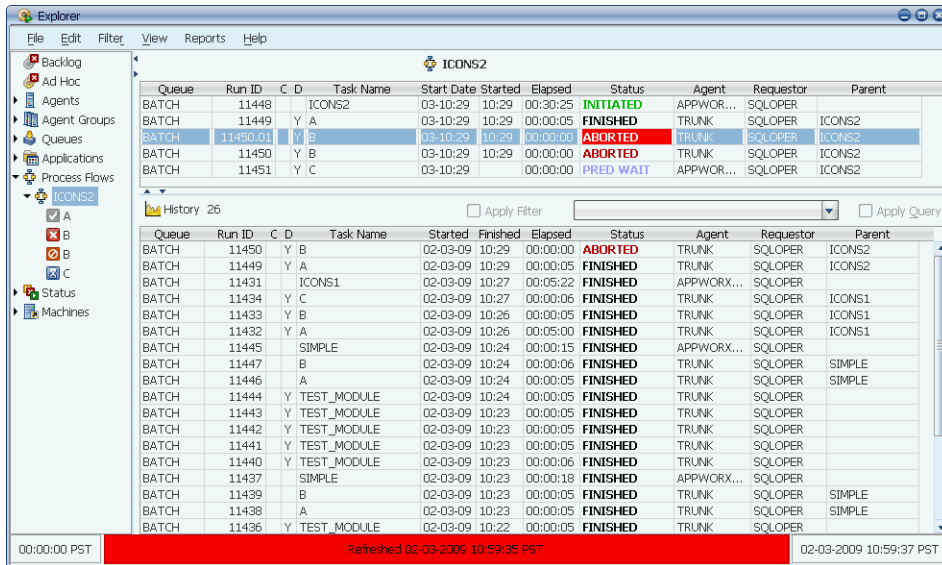 Explorer
File Edit Filter View Reports Help
Backlog
Ad Hoc
Agents
Agent Groups
Queues
Applications
Process Flows
ICONS2
A
B
B
C
Status
Machines
ICONS2
Queue Run ID C D Task Name Start Date Started Elapsed Status Agent Requestor Parent
BATCH 11448 ICONS2 03-10:29 10:29 00:30:25 INITIATED APPWOR... SQLOPER
BATCH 11449 Y A 03-10:29 10:29 00:00:05 FINISHED TRUNK SQLOPER ICONS2
BATCH 11450.01 Y B 03-10:29 10:29 00:00:00 ABORTED TRUNK SQLOPER ICONS2
BATCH 11450 Y B 03-10:29 10:29 00:00:00 ABORTED TRUNK SQLOPER ICONS2
BATCH 11451 Y C 03-10:29 00:00:00 PRED WAIT APPWOR... SQLOPER ICONS2
History 26 Apply Filter Apply Query
Queue Run ID C D Task Name Started Finished Elapsed Status Agent Requestor Parent
BATCH 11450 Y B 02-03-09 10:29 00:00:00 ABORTED TRUNK SQLOPER ICONS2
BATCH 11449 Y A 02-03-09 10:29 00:00:05 FINISHED TRUNK SQLOPER ICONS2
BATCH 11431 ICONS1 02-03-09 10:27 00:05:22 FINISHED APPWORX... SQLOPER
BATCH 11434 Y C 02-03-09 10:27 00:00:06 FINISHED TRUNK SQLOPER ICONS1
BATCH 11433 Y B 02-03-09 10:26 00:00:05 FINISHED TRUNK SQLOPER ICONS1
BATCH 11432 Y A 02-03-09 10:26 00:05:00 FINISHED TRUNK SQLOPER ICONS1
BATCH 11445 SIMPLE 02-03-09 10:24 00:00:15 FINISHED APPWORX... SQLOPER
BATCH 11447 B 02-03-09 10:24 00:00:06 FINISHED TRUNK SQLOPER SIMPLE
BATCH 11446 A 02-03-09 10:24 00:00:05 FINISHED TRUNK SQLOPER SIMPLE
BATCH 11444 Y TEST_MODULE 02-03-09 10:24 00:00:05 FINISHED TRUNK SQLOPER
BATCH 11443 Y TEST_MODULE 02-03-09 10:23 00:00:05 FINISHED TRUNK SQLOPER
BATCH 11442 Y TEST_MODULE 02-03-09 10:23 00:00:05 FINISHED TRUNK SQLOPER
BATCH 11441 Y TEST_MODULE 02-03-09 10:23 00:00:05 FINISHED TRUNK SQLOPER
BATCH 11440 Y TEST_MODULE 02-03-09 10:23 00:00:06 FINISHED TRUNK SQLOPER
BATCH 11437 SIMPLE 02-03-09 10:23 00:00:18 FINISHED APPWORX... SQLOPER
BATCH 11439 B 02-03-09 10:23 00:00:05 FINISHED TRUNK SQLOPER SIMPLE
BATCH 11438 A 02-03-09 10:23 00:00:05 FINISHED TRUNK SQLOPER SIMPLE
BATCH 11436 Y TEST_MODULE 02-03-09 10:22 00:00:05 FINISHED TRUNK SQLOPER
00:00:00 PST Refreshed 02-03-2009 10:59:35 PST 02-03-2009 10:59:37 PST